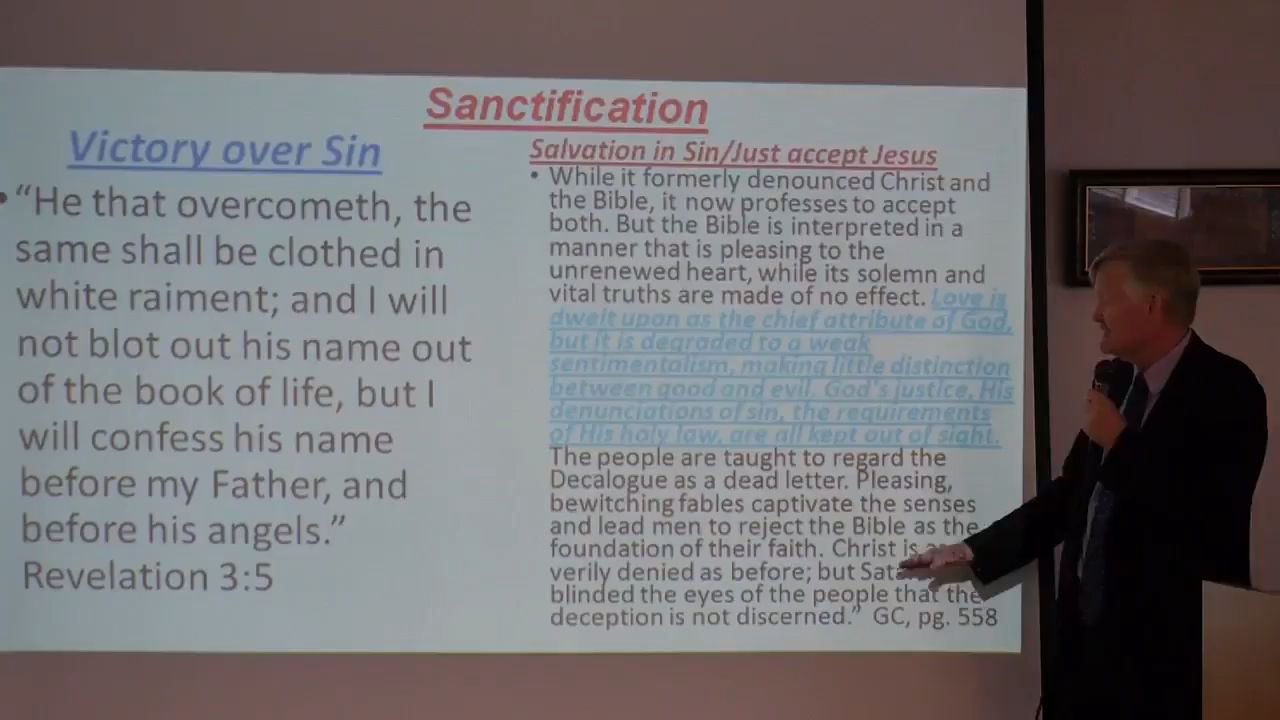 Sanctification
Victory over Sin
• “He that overcometh, the
same shall be clothed in
white raiment; and I will
not blot out his name out
of the book of life, but I
will confess his name
before my Father, and
before his angels.”
Revelation 3:5
Salvation in Sin/Just accept Jesus
• While it formerly denounced Christ and
the Bible, it now professes to accept
both. But the Bible is interpreted in a
manner that is pleasing to the
unrenewed heart, while its solemn and
vital truths are made of no effect. Love is
dwelt upon as the chief attribute of God,
but it is degraded to a weak
sentimentalism, making little distinction
between good and evil. God's justice, His
denunciations of sin, the requirements
of His holy law, are all kept out of sight.
The people are taught to regard the
Decalogue as a dead letter. Pleasing,
bewitching fables captivate the senses
and lead men to reject the Bible as the
foundation of their faith. Christ is
verily denied as before; but
blinded the eyes of the people that the
deception is not discerned.” GC, pg. 558